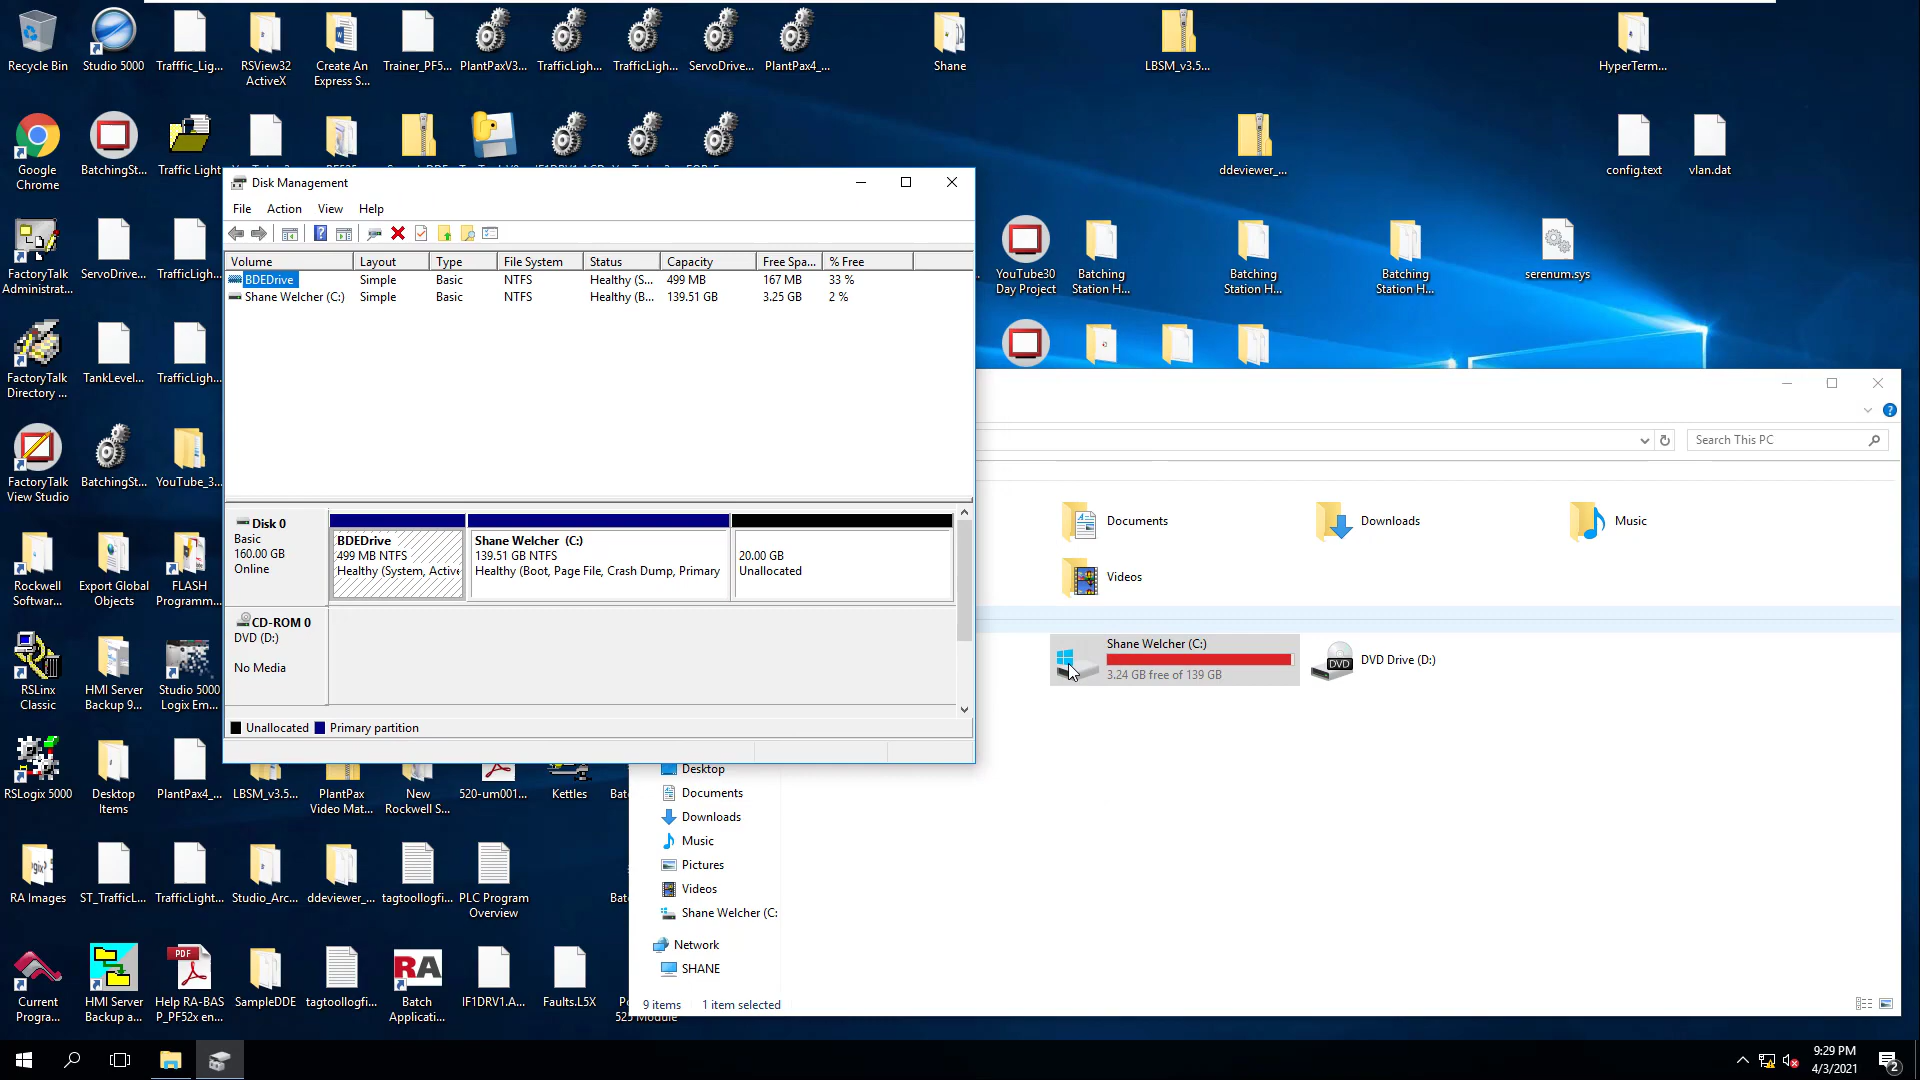 Recycle Bin
Studio 5000
Trafffic_Lig...
RSView32
ActiveX
Create An
Express S...
Trainer_PF5...
PlantPaxV3...
TrafficLigh...
TrafficLigh...
ServoDrive...
PlantPax4_...
Shane
LBSM_v3.5...
HyperTerm...
Google
Chrome
BatchingSt...
Traffic Light
ddeviewer_...
config.text
vlan.dat
Disk Management
File
Action
View
Help
Volume
Layout
Type
File System
Status
Capacity
Free Spa...
% Free
BDEDrive
Simple
Basic
NTFS
Healthy (S...
499 MB
167 MB
33 %
Shane Welcher (C:)
Simple
Basic
NTFS
Healthy (B...
139.51 GB
3.25 GB
2 %
Disk 0
Basic
160.00 GB
Online
BDEDrive
499 MB NTFS
Healthy (System, Active
Shane Welcher (C:)
139.51 GB NTFS
Healthy (Boot, Page File, Crash Dump, Primary
20.00 GB
Unallocated
CD-ROM 0
DVD (D:)
No Media
Unallocated
Primary partition
FactoryTalk
Administrat...
ServoDrive...
TrafficLigh...
YouTube30
Day Project
Batching
Station H...
Batching
Station H...
Batching
Station H...
serenum.sys
FactoryTalk
Directory ...
TankLevel...
TrafficLigh...
Search This PC
FactoryTalk
View Studio
BatchingSt...
YouTube_3...
Documents
Downloads
Music
Videos
Shane Welcher (C:)
3.24 GB free of 139 GB
DVD
DVD Drive (D:)
Rockwell
Softwar...
Export Global
Objects
FLASH
Programm...
RSLinx
Classic
HMI Server
Backup 9...
Studio 5000
Logix Em...
RSLogix 5000
Desktop
Items
PlantPax4_...
LBSM_v3.5...
PlantPax
Video Mat...
New
Rockwell S...
520-um001...
Kettles
Desktop
Documents
Downloads
Music
Pictures
Videos
Shane Welcher (C:
Network
SHANE
9 items
1 item selected
RA Images
ST_TrafficL...
TrafficLight...
Studio_Arc...
ddeviewer_...
tagtoollogfi...
PLC Program
Overview
Current
Progra...
HMI Server
Backup a...
PDF
Help RA-BAS
P_PF52x en...
SampleDDE
tagtoollogfi...
RA
Batch
Applicati...
IF1DRV1.A...
Faults.L5X
9:29 PM
4/3/2021
2